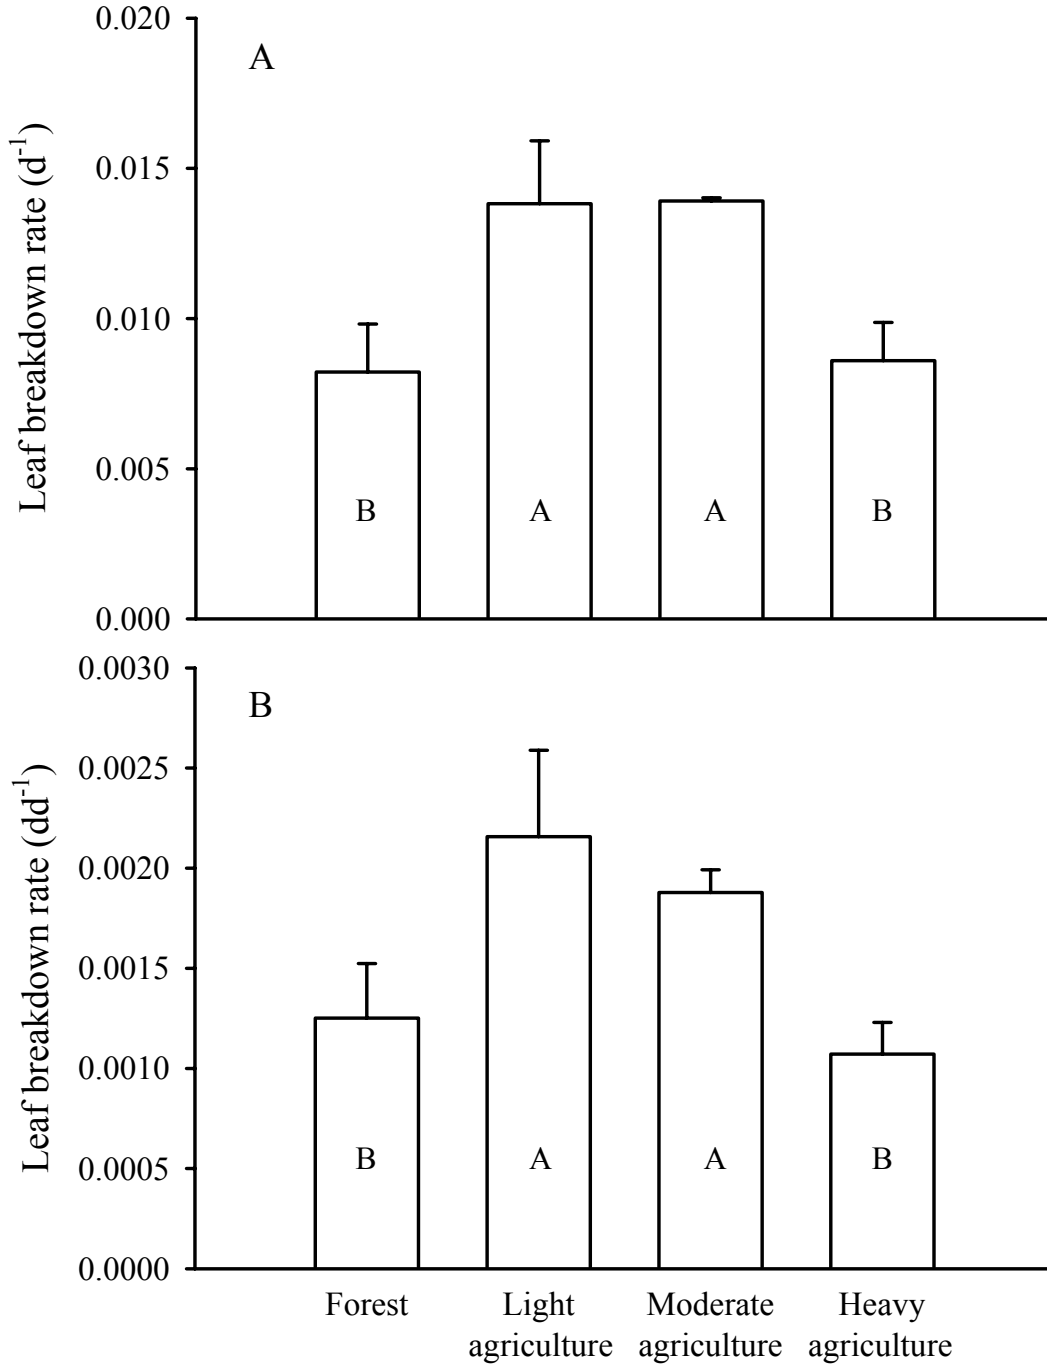 0.020
A
0.015
0.010
0.005
0.000
Leaf breakdown rate (d⁻¹)
B A A B
0.0030
B
0.0025
0.0020
0.0015
0.0010
0.0005
0.0000
Leaf breakdown rate (dd⁻¹)
B A A B
Forest Light Moderate Heavy
agriculture agriculture agriculture